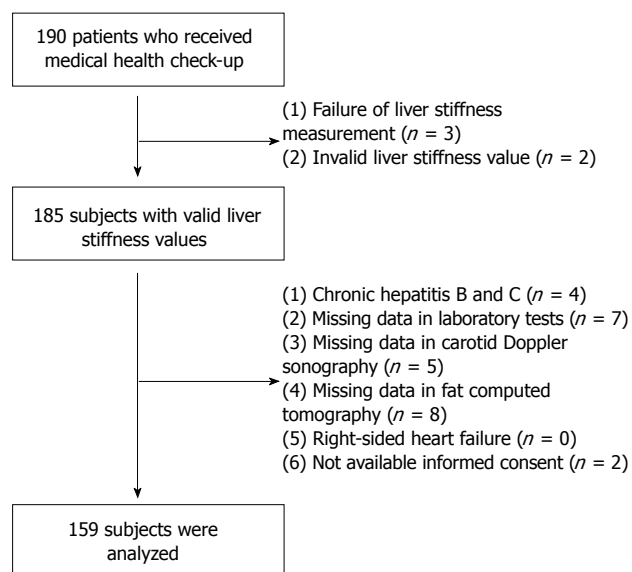 190 patients who received
medical health check-up
(1) Failure of liver stiffness
measurement (n = 3)
(2) Invalid liver stiffness value (n = 2)
185 subjects with valid liver
stiffness values
(1) Chronic hepatitis B and C (n = 4)
(2) Missing data in laboratory tests (n = 7)
(3) Missing data in carotid Doppler
sonography (n = 5)
(4) Missing data in fat computed
tomography (n = 8)
(5) Right-sided heart failure (n = 0)
(6) Not available informed consent (n = 2)
159 subjects were
analyzed